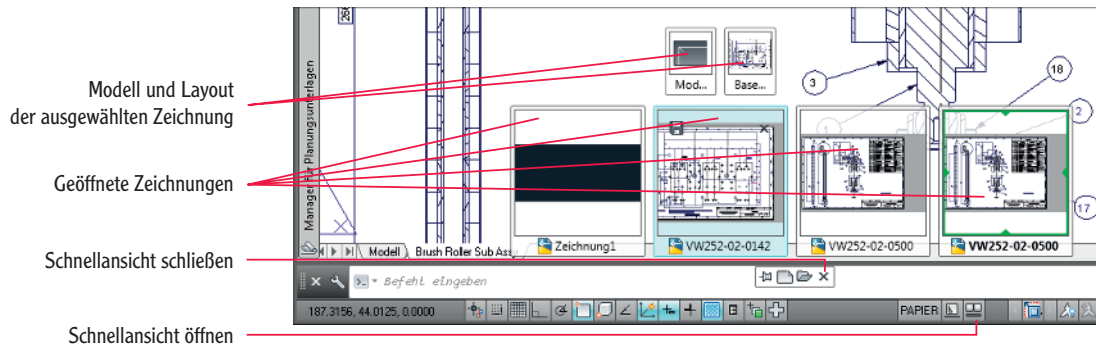 Modell und Layout
der ausgewählten Zeichnung
Geöffnete Zeichnungen
Schnellansicht schließen
Schnellansicht öffnen
Manager für Planungsunterlagen
3
18
2
17
Mod...
Base...
Zeichnung1
VW252-02-0142
VW252-02-0500
VW252-02-0500
Modell
Brush Roller Sub Ass
Befehl eingeben
187.3156, 44.0125, 0.0000
PAPIER